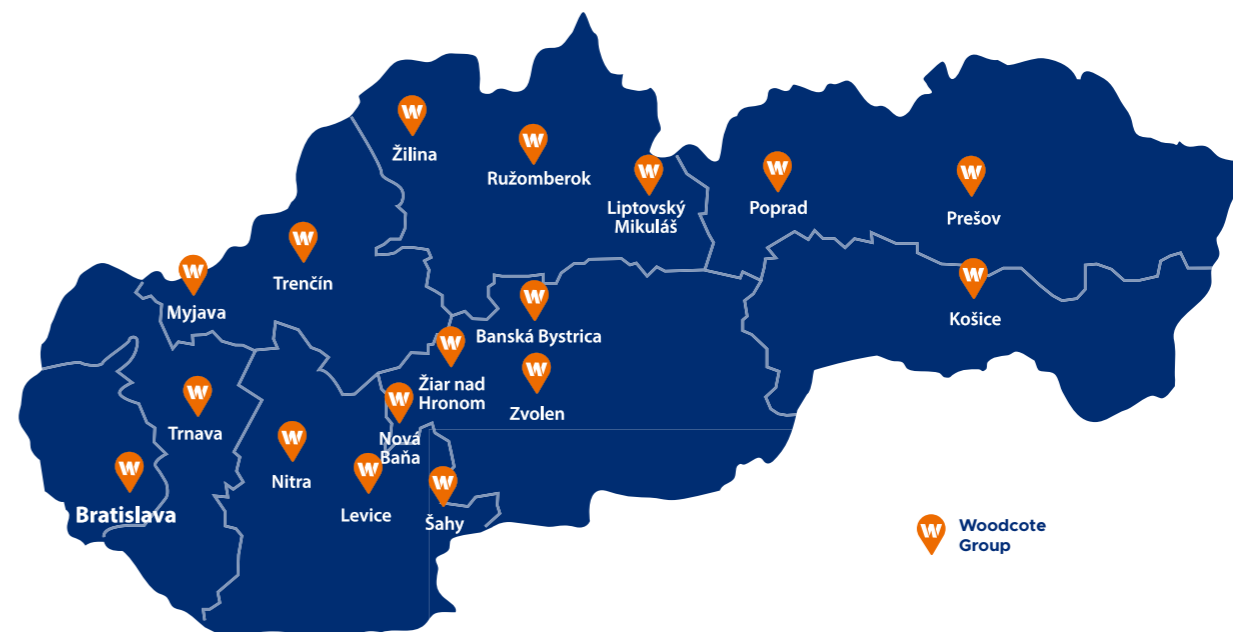 W
Žilina
W
Ružomberok
W
Liptovský
Mikuláš
W
Poprad
W
Prešov
W
Trenčín
W
Myjava
W
Banská Bystrica
W
Košice
W
Žiar nad
Hronom
W
Zvolen
W
Trnava
W
Nová
Baňa
W
Nitra
W
Levice
W
Šahy
W
Bratislava
W
Woodcote
Group